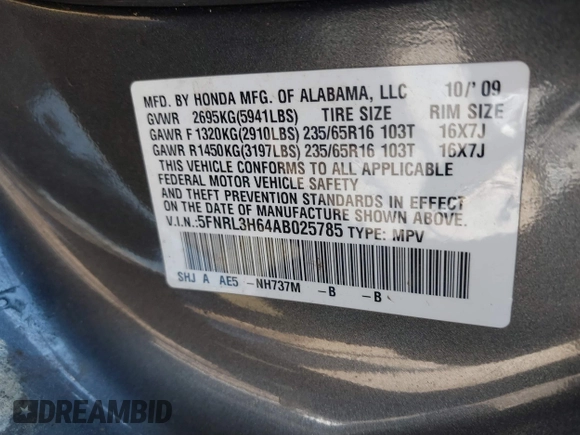 MFD. BY HONDA MFG. OF ALABAMA, LLC 10/'09
GVWR 2695KG(5941LBS) TIRE SIZE RIM SIZE
GAWR F 1320KG(2910LBS) 235/65R16 103T 16X7J
GAWR R1450KG(3197LBS) 235/65R16 103T 16X7J
THIS VEHICLE CONFORMS TO ALL APPLICABLE
FEDERAL MOTOR VEHICLE SAFETY
AND THEFT PREVENTION STANDARDS IN EFFECT
ON THE DATE OF MANUFACTURE SHOWN ABOVE.
V.I.N.: 5FNRL3H64AB025785 TYPE: MPV
SHJ A AE5 -NH737M -B -B-
DREAMBID